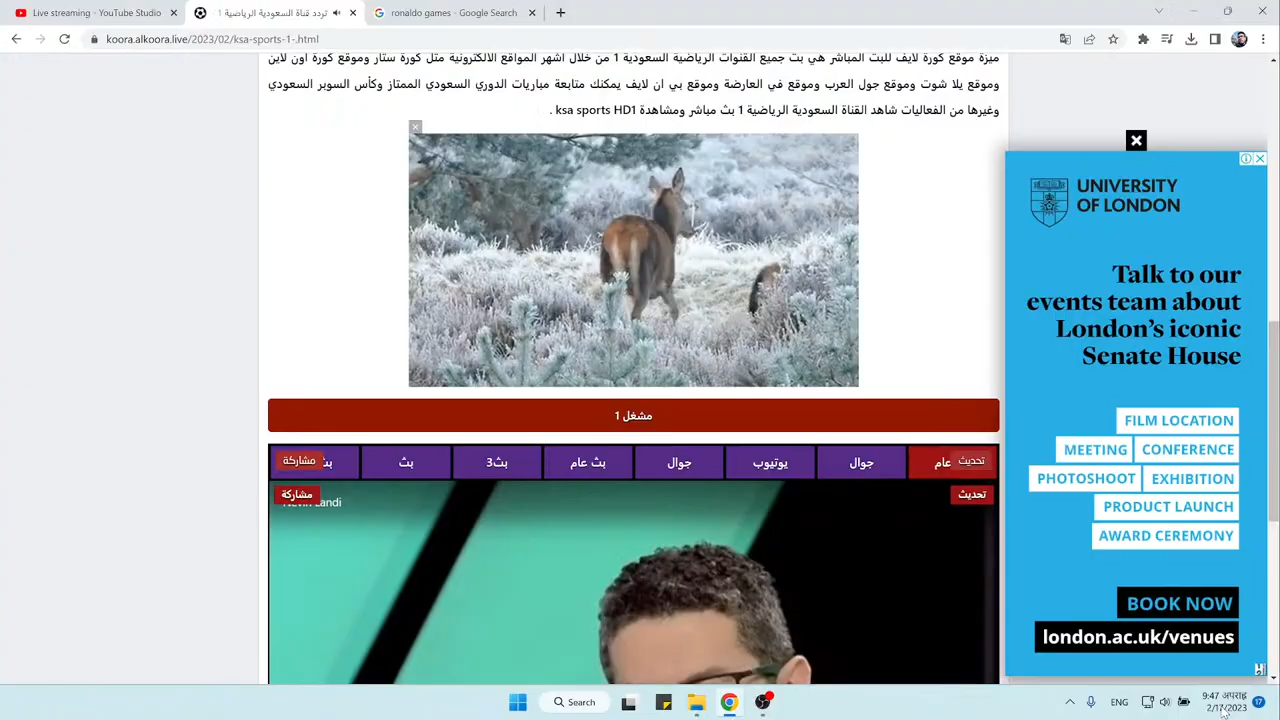 Live streaming - YouTube Studio
تردد قناة السعودية الرياضية 1
ronaldo games - Google Search
koora.alkoora.live/2023/02/ksa-sports-1-.html
ميزة موقع كورة لايف للبث المباشر هي بث جميع القنوات الرياضية السعودية 1 من خلال اشهر المواقع الالكترونية مثل كورة ستار وموقع كورة اون لاين
وموقع يلا شوت وموقع جول العرب وموقع في العارضة وموقع بي ان لايف يمكنك متابعة مباريات الدوري السعودي الممتاز وكأس السوبر السعودي
وغيرها من الفعاليات شاهد القناة السعودية الرياضية 1 بث مباشر ومشاهدة ksa sports HD1 .
UNIVERSITY
OF LONDON
Talk to our
events team about
London's iconic
Senate House
FILM LOCATION
MEETING CONFERENCE
PHOTOSHOOT EXHIBITION
PRODUCT LAUNCH
AWARD CEREMONY
BOOK NOW
london.ac.uk/venues
مشغل 1
تحديث عام جوال يوتيوب جوال بث عام بث3 بث مشاركة
تحديث مشاركة
Search
ENG
9:47
2/17/2023
17